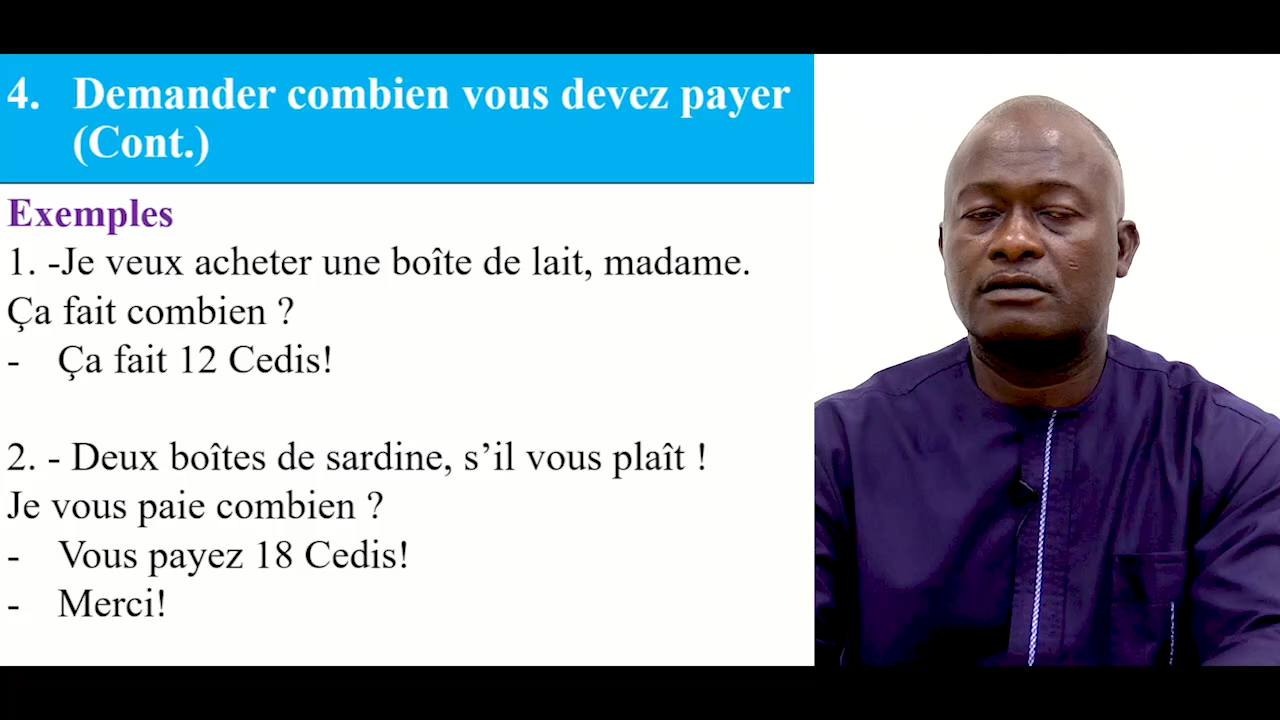 4. Demander combien vous devez payer
(Cont.)
Exemples
1. -Je veux acheter une boîte de lait, madame.
Ça fait combien ?
- Ça fait 12 Cedis!
2. - Deux boîtes de sardine, s’il vous plaît !
Je vous paie combien ?
- Vous payez 18 Cedis!
- Merci!